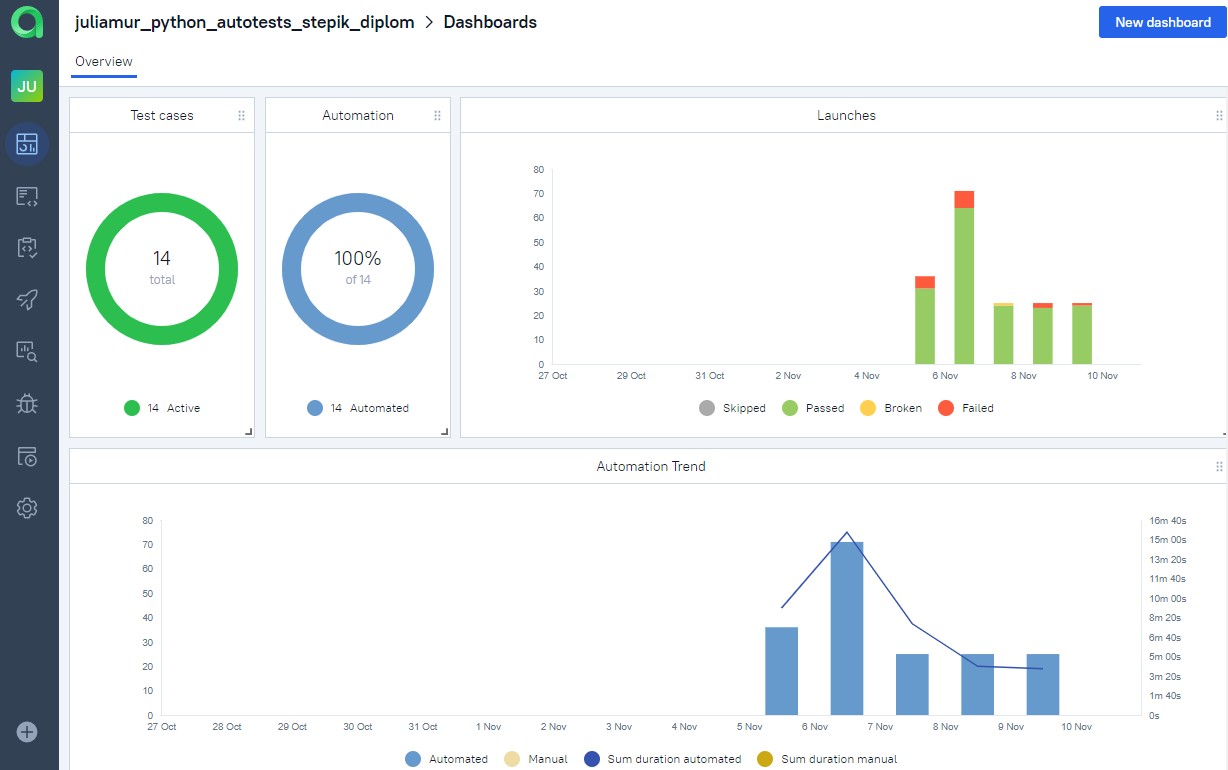 juliamur_python_autotests_stepik_diplom > Dashboards
New dashboard
Overview
JU
Test cases
14
total
14 Active
Automation
100%
of 14
14 Automated
Launches
80
70
60
50
40
30
20
10
0
27 Oct 29 Oct 31 Oct 2 Nov 4 Nov 6 Nov 8 Nov 10 Nov
Skipped Passed Broken Failed
Automation Trend
80
70
60
50
40
30
20
10
0
16m 40s
15m 00s
13m 20s
11m 40s
10m 00s
8m 20s
6m 40s
5m 00s
3m 20s
1m 40s
0s
27 Oct 28 Oct 29 Oct 30 Oct 31 Oct 1 Nov 2 Nov 3 Nov 4 Nov 5 Nov 6 Nov 7 Nov 8 Nov 9 Nov 10 Nov
Automated Manual Sum duration automated Sum duration manual